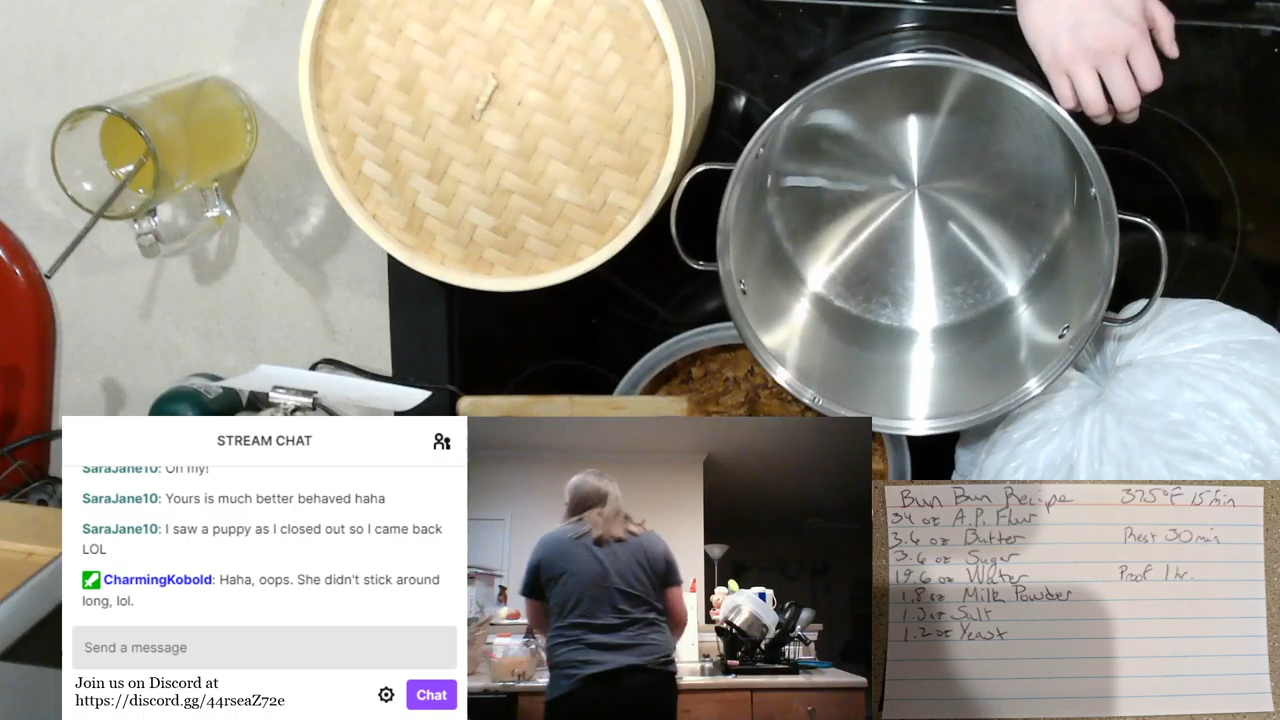 STREAM CHAT
SaraJane10: Oh my!
SaraJane10: Yours is much better behaved haha
SaraJane10: I saw a puppy as I closed out so I came back
LOL
CharmingKobold: Haha, oops. She didn't stick around
long, lol.
Send a message
Join us on Discord at
https://discord.gg/44rseaZ72e
Chat
Bun Bun Recipe 375°F 15 min
34 oz A.P. Flour
3.6 oz Butter Rest 30 min
3.6 oz Sugar
19.6 oz Water Proof 1 hr.
1.8 oz Milk Powder
1.3 oz Salt
1.2 oz Yeast